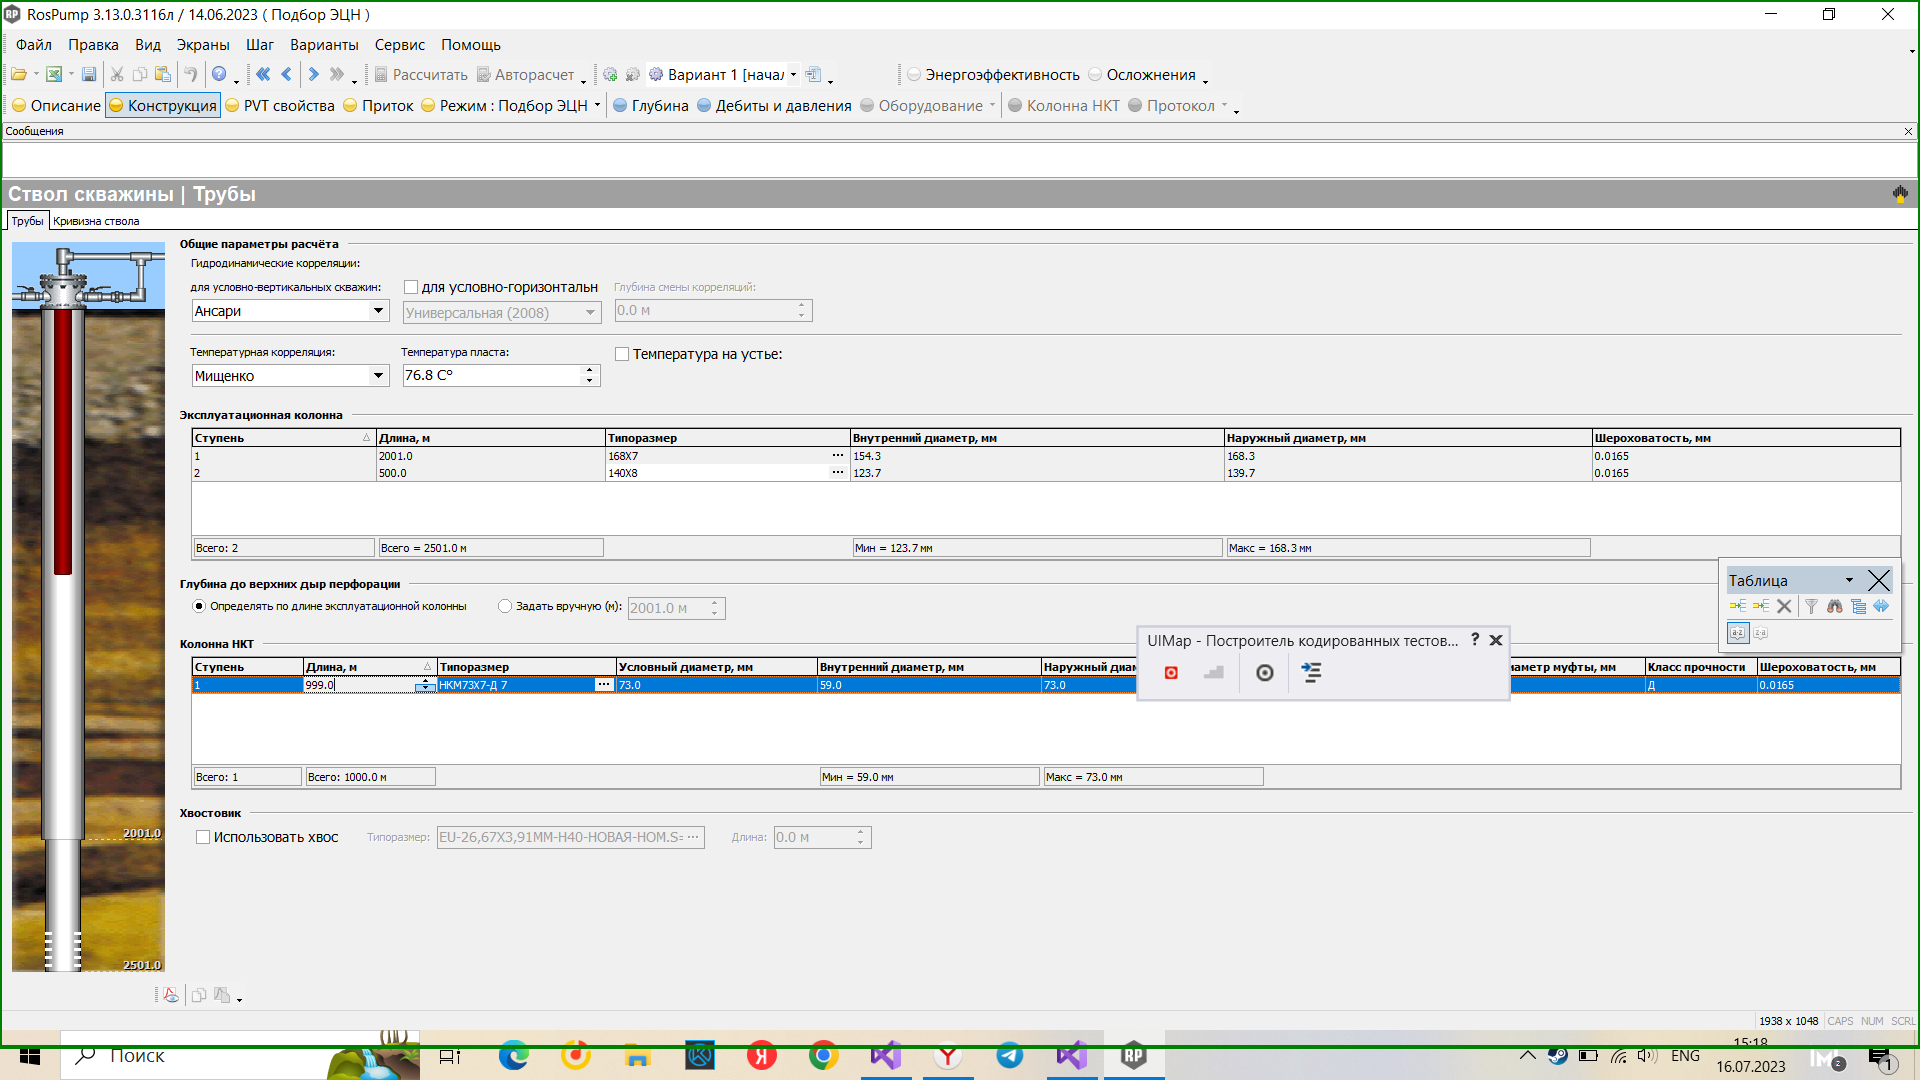 RosPump 3.13.0.3116л / 14.06.2023 ( Подбор ЭЦН )
Файл Правка Вид Экраны Шаг Варианты Сервис Помощь
Рассчитать Авторасчет Вариант 1 [начал Энергоэффективность Осложнения
Описание Конструкция PVT свойства Приток Режим : Подбор ЭЦН Глубина Дебиты и давления Оборудование Колонна НКТ Протокол
Сообщения
Ствол скважины | Трубы
Трубы Кривизна ствола
Общие параметры расчёта
Гидродинамические корреляции:
для условно-вертикальных скважин: для условно-горизонтальн Глубина смены корреляций:
Ансари Универсальная (2008) 0.0 м
Температурная корреляция: Температура пласта: Температура на устье:
Мищенко 76.8 C°
Эксплуатационная колонна
Ступень Длина, м Типоразмер Внутренний диаметр, мм Наружный диаметр, мм Шероховатость, мм
1 2001.0 168X7 ... 154.3 168.3 0.0165
2 500.0 140X8 ... 123.7 139.7 0.0165
Всего: 2 Всего = 2501.0 м Мин = 123.7 мм Макс = 168.3 мм
Таблица
Глубина до верхних дыр перфорации
Определять по длине эксплуатационной колонны Задать вручную (м): 2001.0 м
a-z z-a
UIMap - Построитель кодированных тестов... ?
Колонна НКТ
Ступень Длина, м Типоразмер Условный диаметр, мм Внутренний диаметр, мм Наружный диам иаметр муфты, мм Класс прочности Шероховатость, мм
1 999.0 НКМ73X7-Д 7 ... 73.0 59.0 73.0 Д 0.0165
Всего: 1 Всего: 1000.0 м Мин = 59.0 мм Макс = 73.0 мм
Хвостовик
Использовать хвос Типоразмер: EU-26,67X3,91ММ-H40-НОВАЯ-НОМ.S= ... Длина: 0.0 м
2001.0
2501.0
1938 x 1048 CAPS NUM SCRL
Поиск
RP
ENG
15:18
16.07.2023
2
1